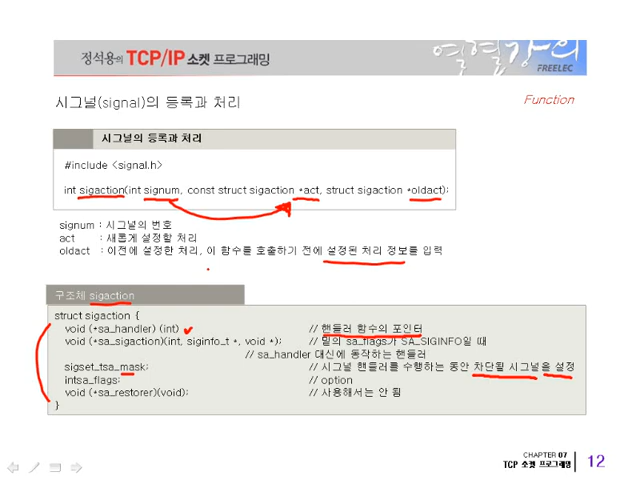 정석용의 TCP/IP 소켓 프로그래밍
열혈강의
FREELEC
시그널(signal)의 등록과 처리
Function
시그널의 등록과 처리
#include <signal.h>
int sigaction(int signum, const struct sigaction *act, struct sigaction *oldact);
signum : 시그널의 번호
act : 새롭게 설정할 처리
oldact : 이전에 설정한 처리, 이 함수를 호출하기 전에 설정된 처리 정보를 입력
구조체 sigaction
struct sigaction {
void (*sa_handler) (int) // 핸들러 함수의 포인터
void (*sa_sigaction)(int, siginfo_t *, void *); // 밑의 sa_flags가 SA_SIGINFO일 때
// sa_handler 대신에 동작하는 핸들러
sigset_tsa_mask; // 시그널 핸들러를 수행하는 동안 차단될 시그널을 설정
intsa_flags; // option
void (*sa_restorer)(void); // 사용해서는 안 됨
}
CHAPTER 07
TCP 소켓 프로그래밍
12